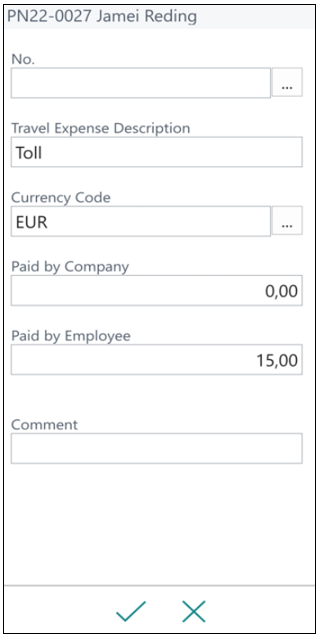 PN22-0027 Jamei Reding
No.
...
Travel Expense Description
Toll
Currency Code
EUR
...
Paid by Company
0,00
Paid by Employee
15,00
Comment